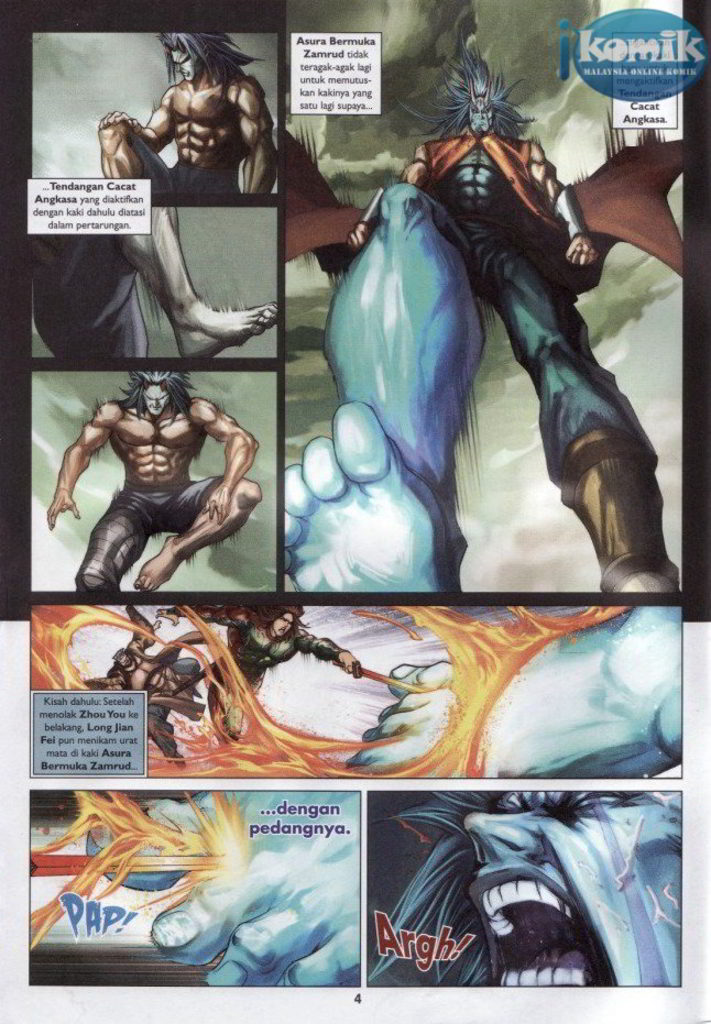 Asura Bermuka
Zamrud tidak
teragak-agak lagi
untuk memutus-
kan kakinya yang
satu lagi supaya...
ikomik
MALAYSIA ONLINE KOMIK
mengaktifkan
Tendangan
Cacat
Angkasa.
...Tendangan Cacat
Angkasa yang diaktifkan
dengan kaki dahulu diatasi
dalam pertarungan.
Kisah dahulu: Setelah
menolak Zhou You ke
belakang, Long Jian
Fei pun menikam urat
mata di kaki Asura
Bermuka Zamrud...
...dengan
pedangnya.
PAP!
Argh!
4